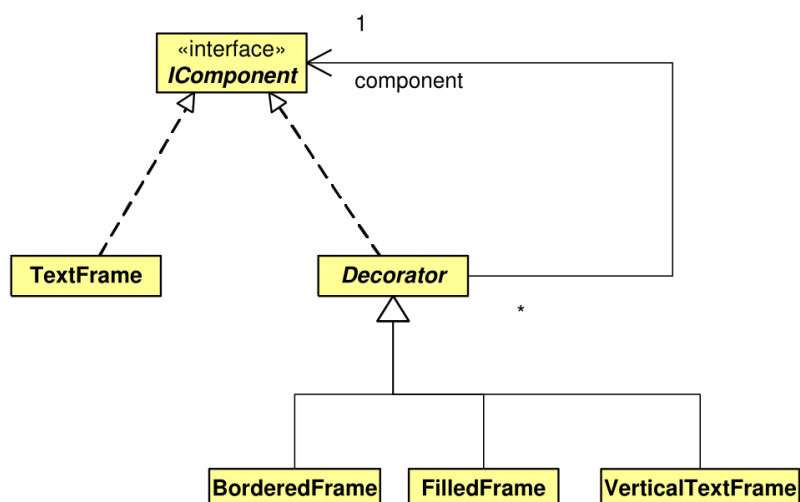 1
«interface»
IComponent
component
TextFrame
Decorator
*
BorderedFrame
FilledFrame
VerticalTextFrame